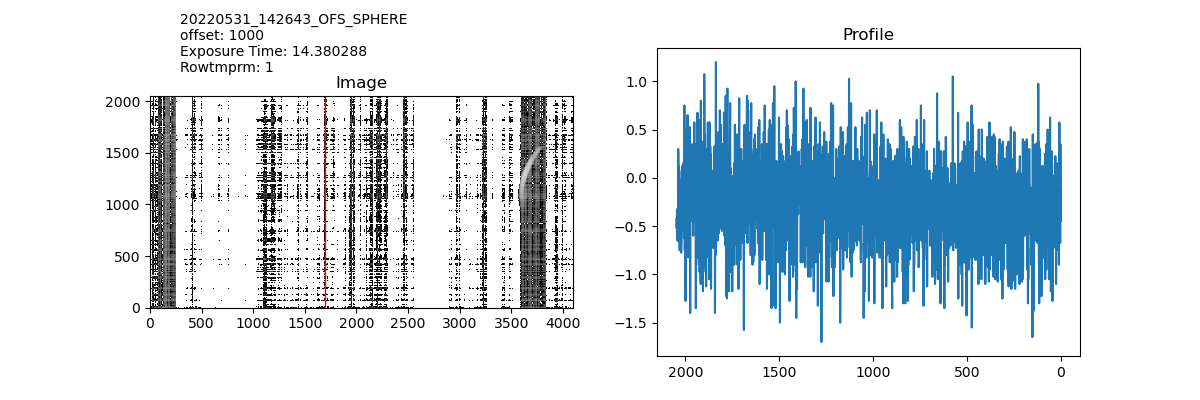 20220531_142643_OFS_SPHERE
offset: 1000
Exposure Time: 14.380288
Rowtmprm: 1
Image
2000
1500
1000
500
0
0 500 1000 1500 2000 2500 3000 3500 4000
Profile
1.0
0.5
0.0
−0.5
−1.0
−1.5
2000 1500 1000 500 0